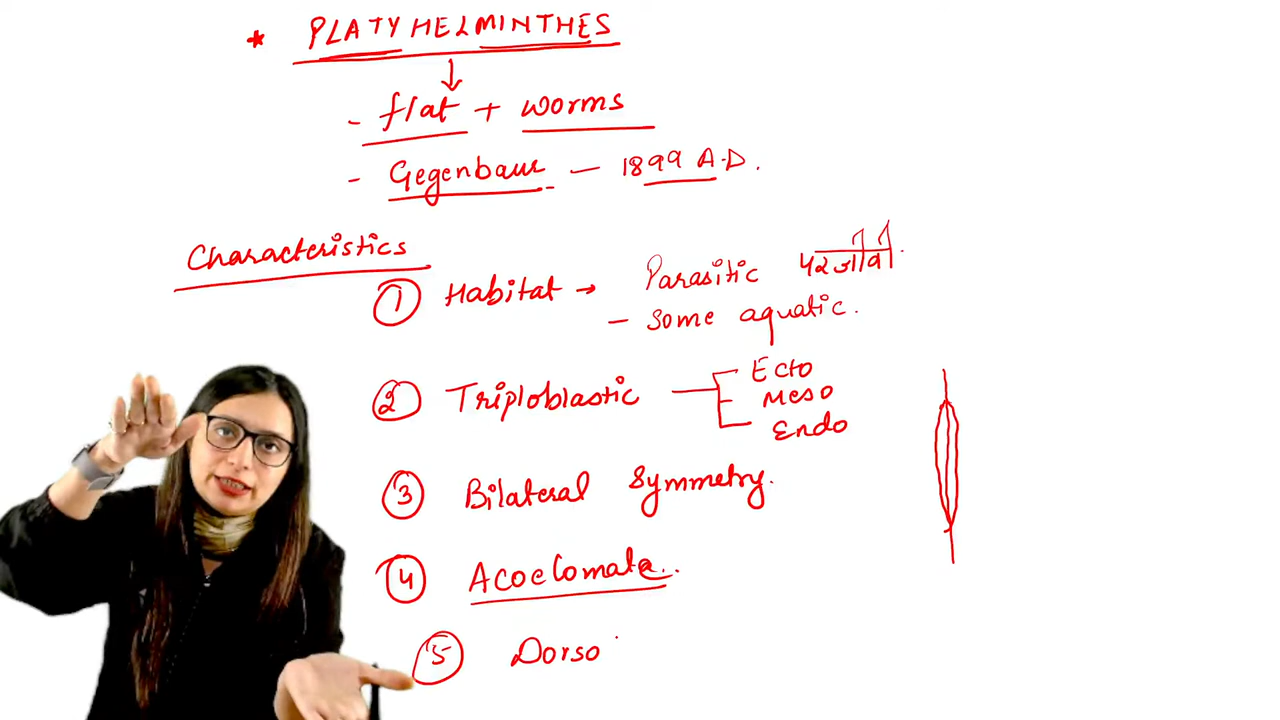 * PLATYHELMINTHES
- flat + worms
- Gegenbaur - 1899 A.D.
Characteristics
① Habitat → Parasitic परजीवी.
- some aquatic.
② Triploblastic
Ecto
Meso
Endo
③ Bilateral Symmetry.
④ Acoelomate..
⑤ Dorso